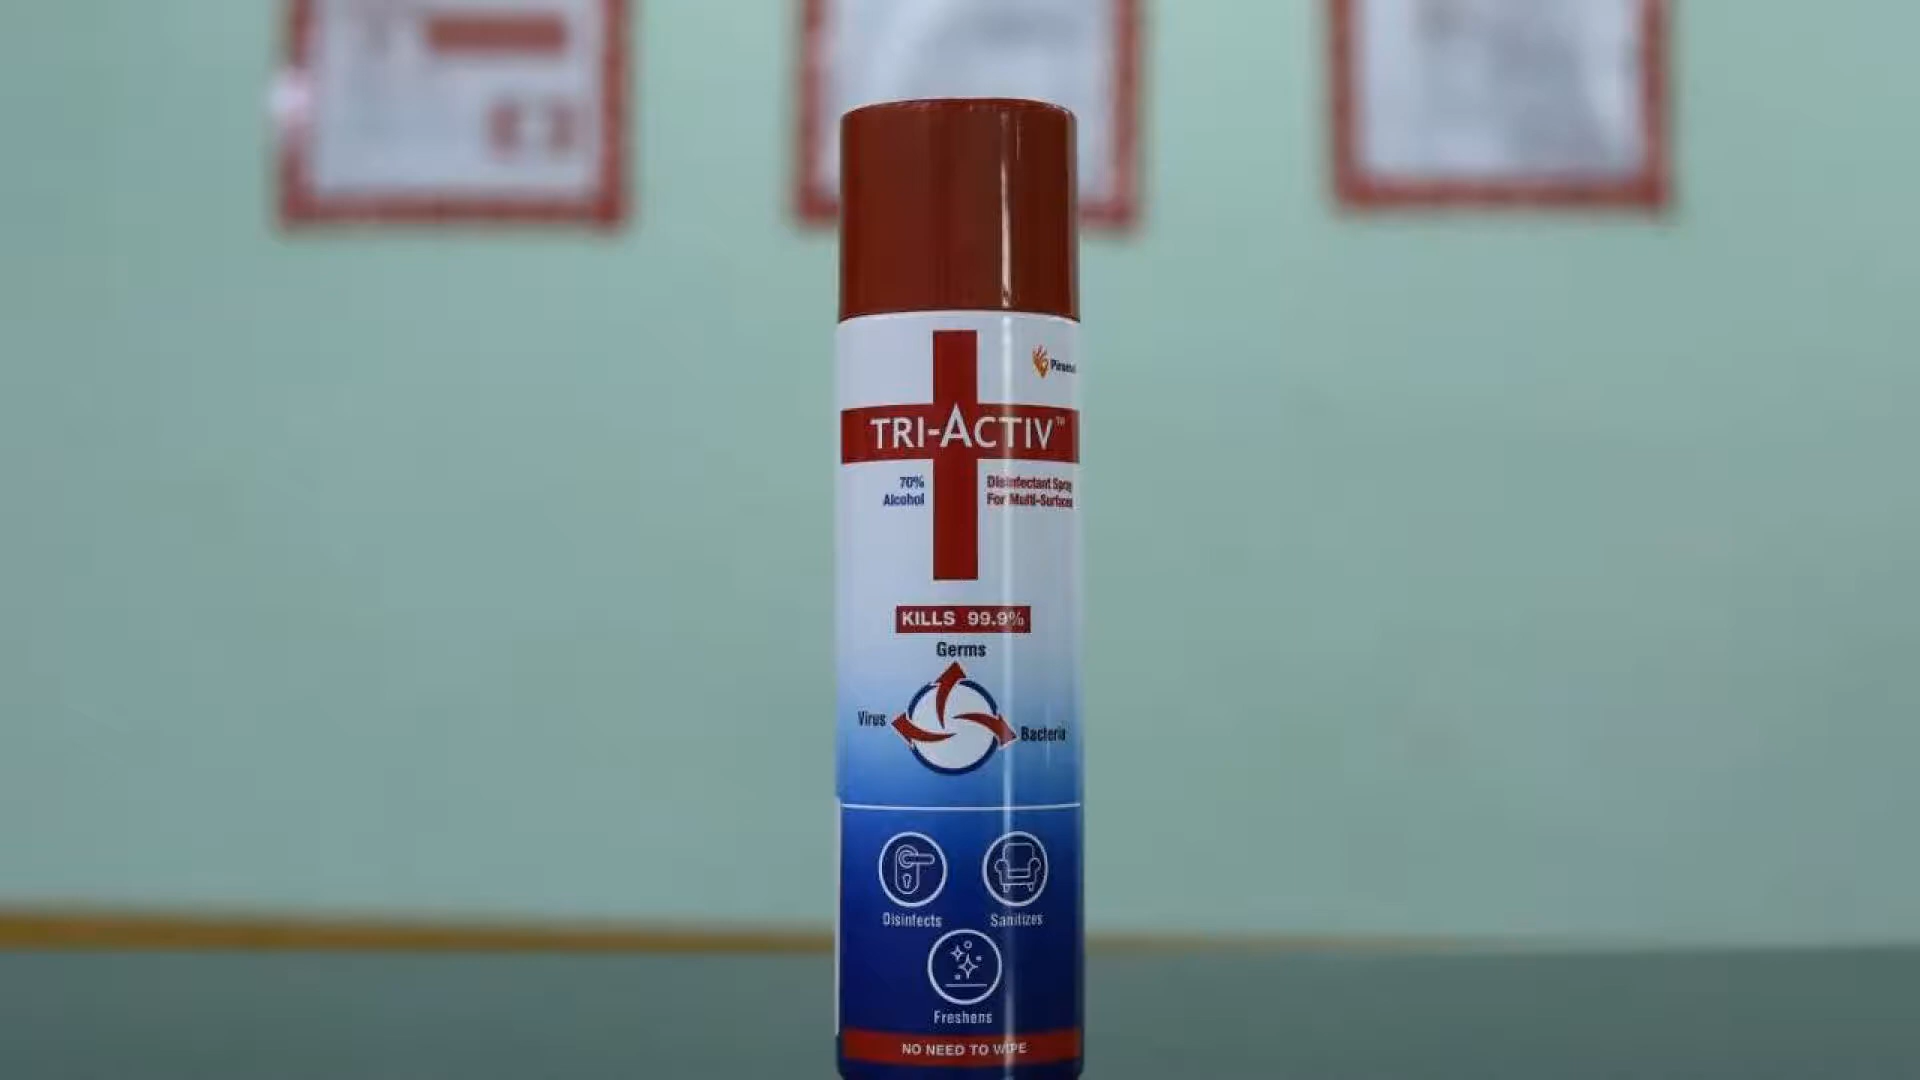 TRI-ACTIV™
70%
Alcohol
Disinfectant Spray
For Multi-Surfaces
KILLS 99.9%
Germs
Virus
Bacteria
Disinfects
Sanitizes
Freshens
NO NEED TO WIPE